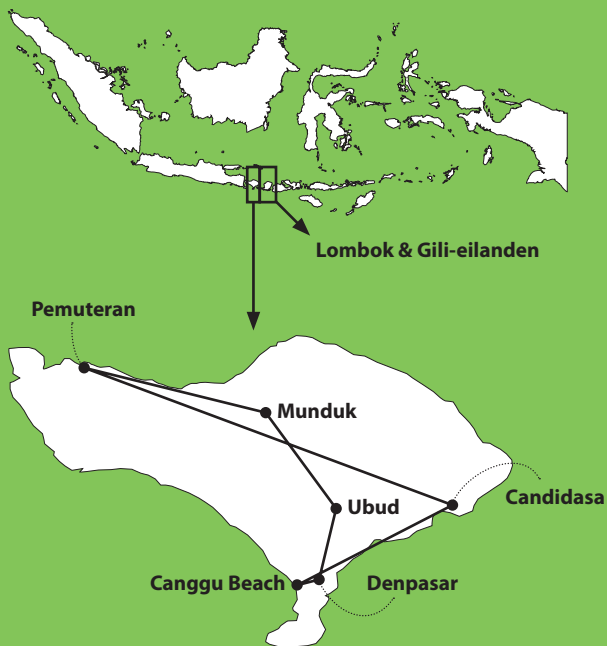 Lombok & Gili-eilanden
Pemuteran
Munduk
Candidasa
Ubud
Canggu Beach
Denpasar